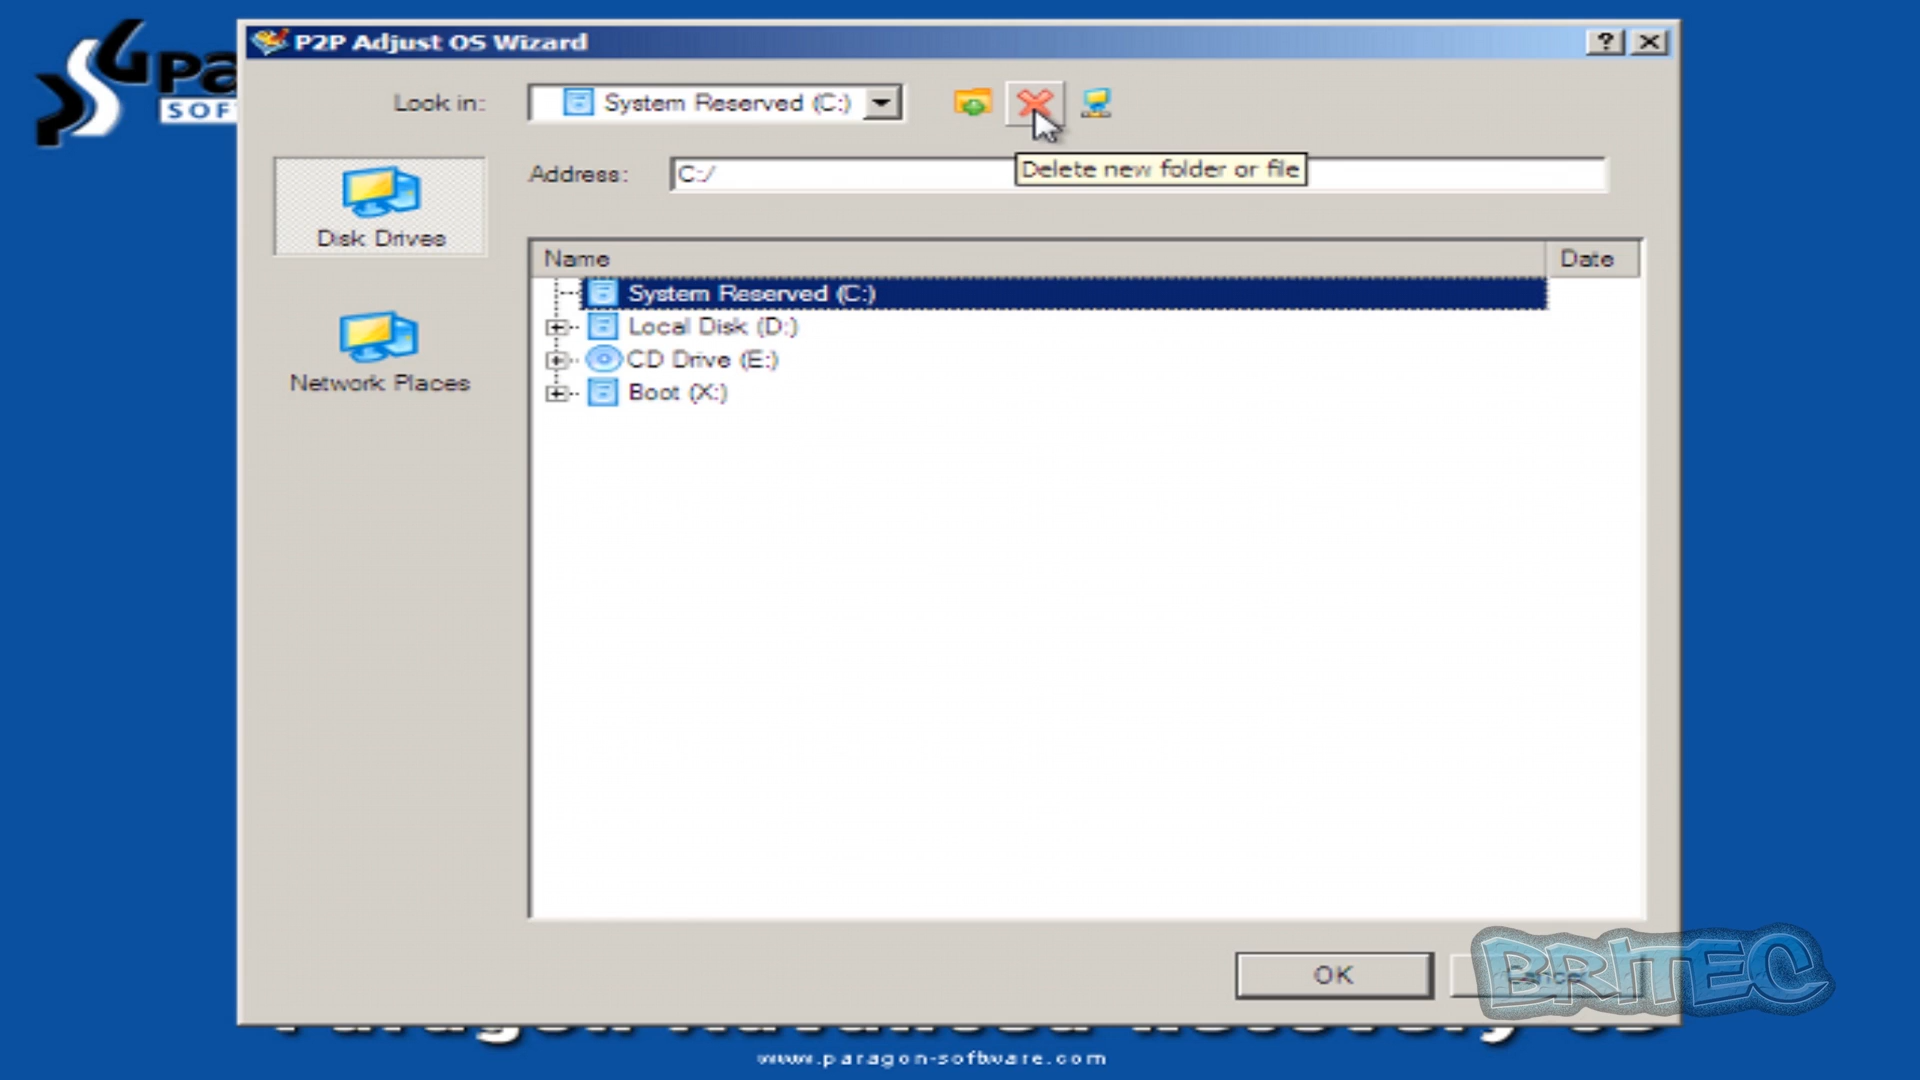 P2P Adjust OS Wizard
Look in:
System Reserved (C:)
Address:
C:/
Delete new folder or file
Disk Drives
Network Places
Name
Date
System Reserved (C:)
Local Disk (D:)
CD Drive (E:)
Boot (X:)
OK
Cancel
BRITEC
www.paragon-software.com